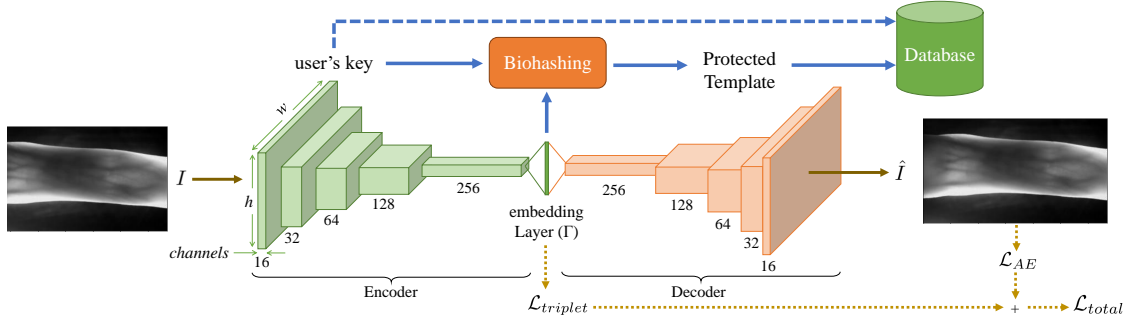 user's key
Biohashing
Protected
Template
Database
w
I
h
channels
16
32
64
128
256
embedding
Layer (Γ)
256
128
64
32
16
Î
Encoder
Decoder
ℒ_triplet
ℒ_AE
+
ℒ_total